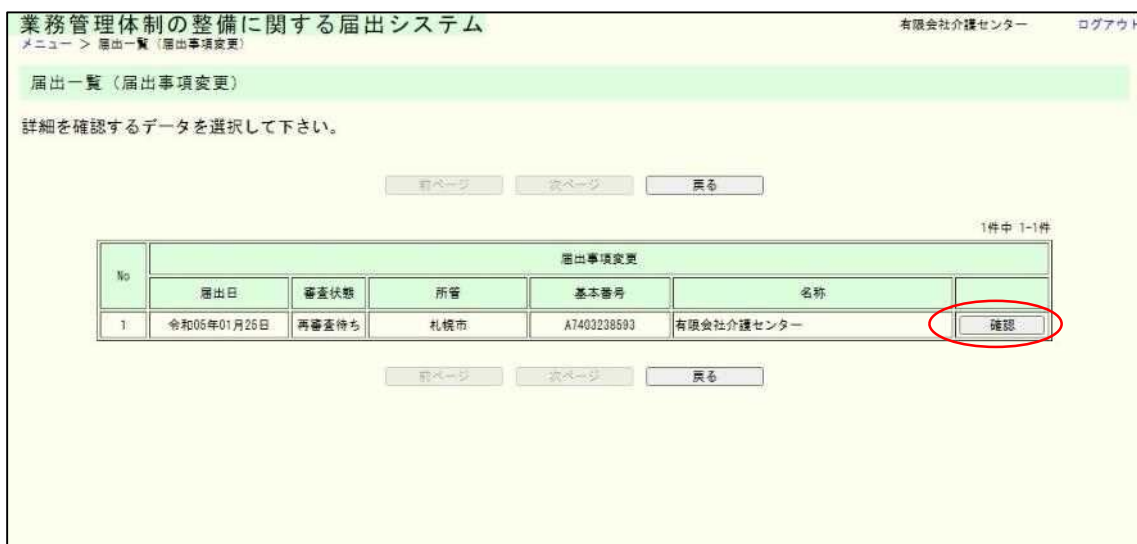 業務管理体制の整備に関する届出システム
有限会社介護センター ログアウト
メニュー > 届出一覧（届出事項変更）
届出一覧（届出事項変更）
詳細を確認するデータを選択して下さい。
前ページ 次ページ 戻る
1件中 1-1件
No 届出事項変更
届出日 審査状態 所管 基本番号 名称
1 令和05年01月25日 再審査待ち 札幌市 A7403238593 有限会社介護センター 確認
前ページ 次ページ 戻る